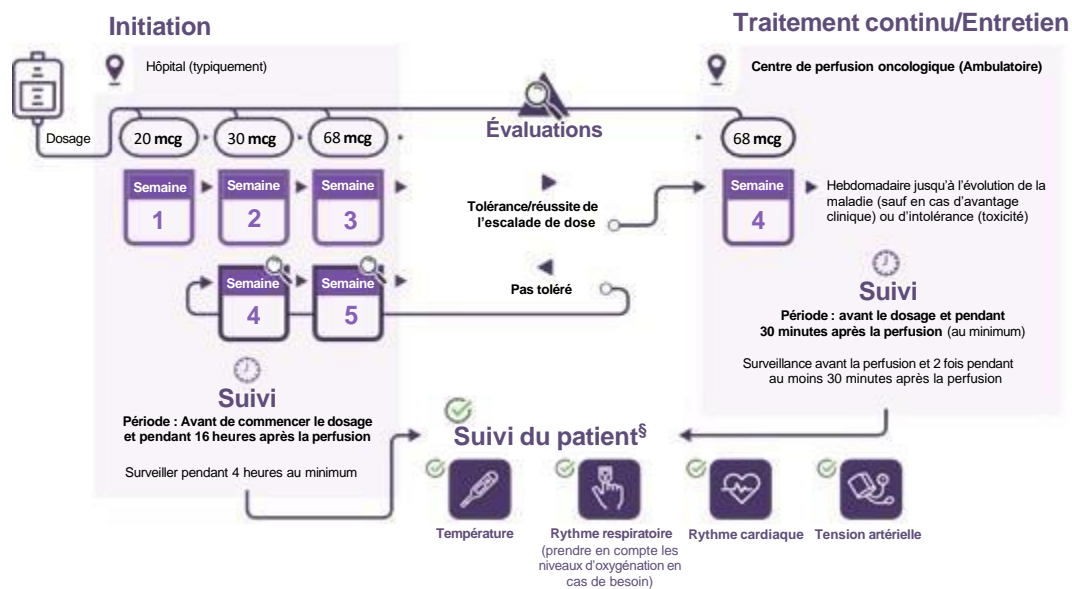 Initiation
Traitement continu/Entretien
Hôpital (typiquement)
Centre de perfusion oncologique (Ambulatoire)
Dosage
20 mcg
30 mcg
68 mcg
Évaluations
68 mcg
Semaine
1
Semaine
2
Semaine
3
Tolérance/réussite de
l'escalade de dose
Semaine
4
Hebdomadaire jusqu'à l'évolution de la
maladie (sauf en cas d'avantage
clinique) ou d'intolérance (toxicité)
Semaine
4
Semaine
5
Pas toléré
Suivi
Période : avant le dosage et pendant
30 minutes après la perfusion (au minimum)
Surveillance avant la perfusion et 2 fois pendant
au moins 30 minutes après la perfusion
Suivi
Période : Avant de commencer le dosage
et pendant 16 heures après la perfusion
Surveiller pendant 4 heures au minimum
Suivi du patient§
Température
Rythme respiratoire
(prendre en compte les
niveaux d'oxygénation en
cas de besoin)
Rythme cardiaque
Tension artérielle